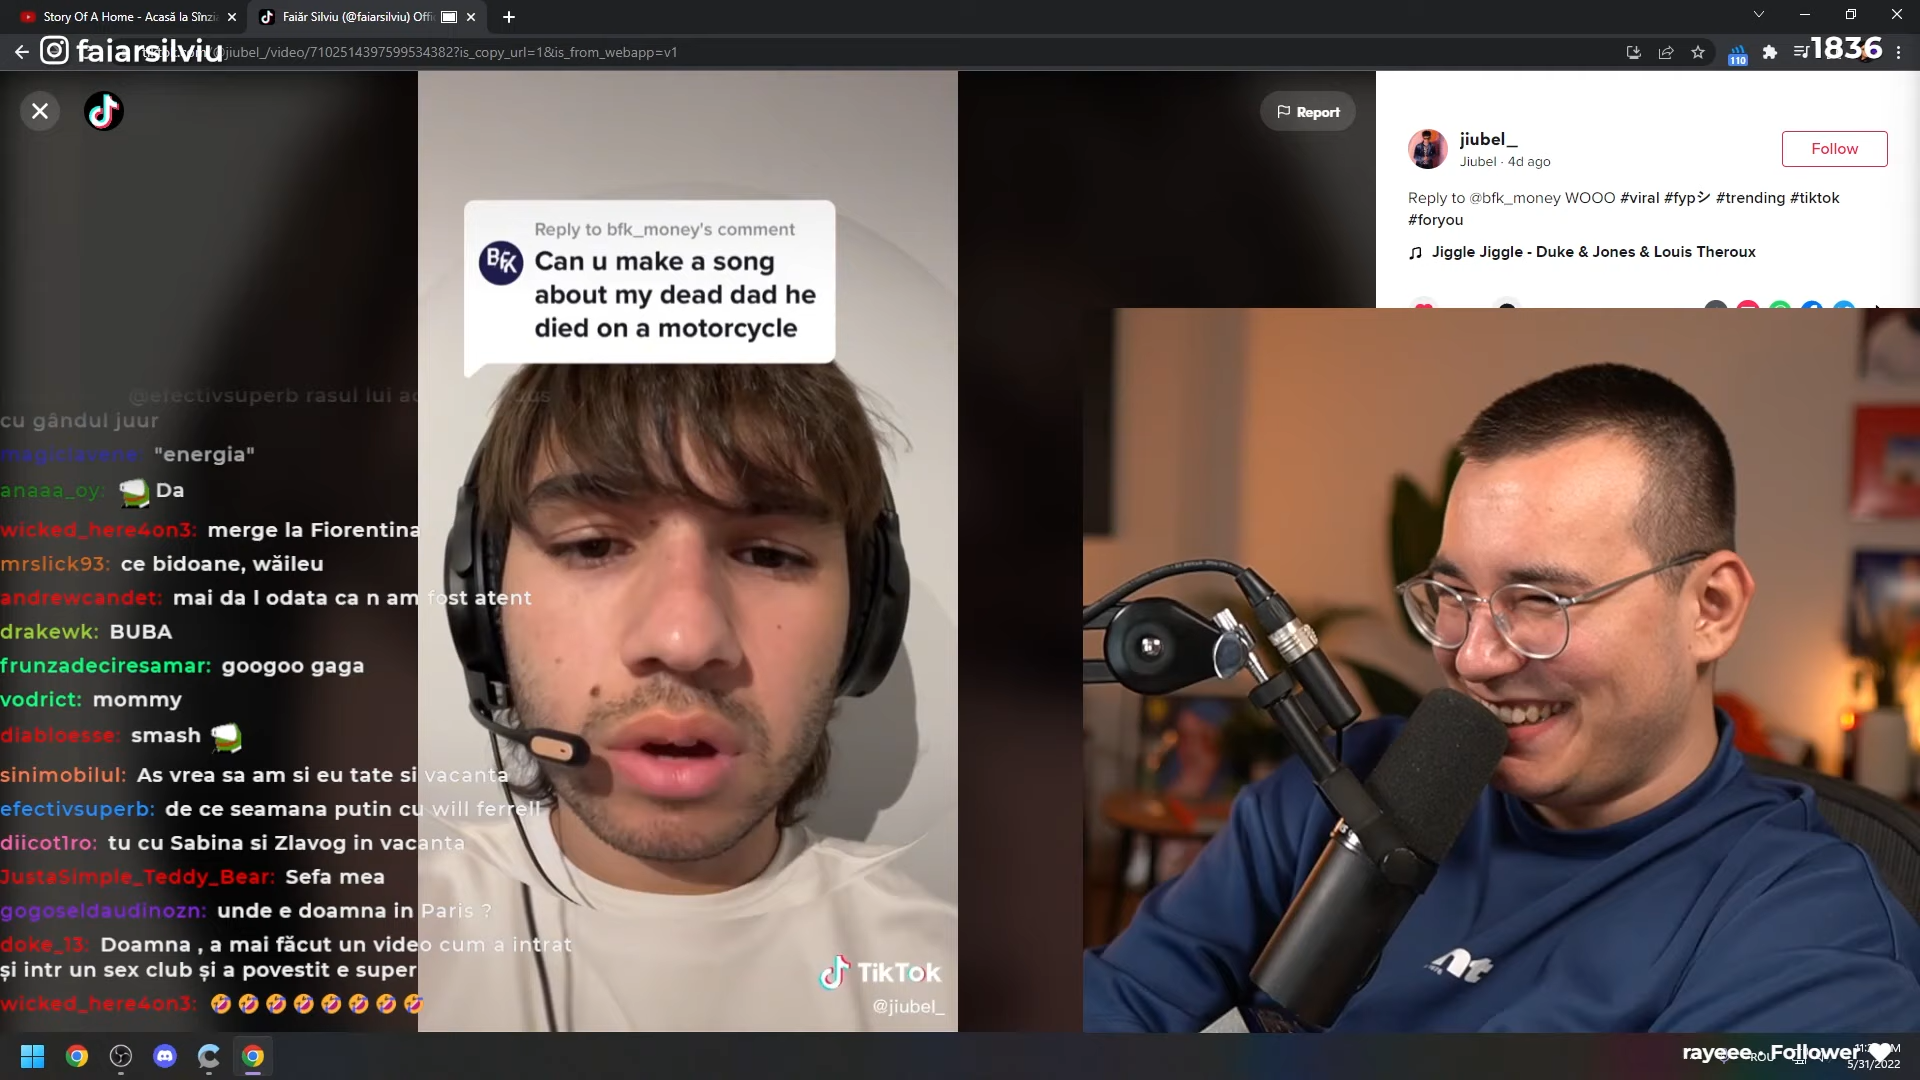 Story Of A Home - Acasă la Sînzi
Faiăr Silviu (@faiarsilviu) Offi
faiarsilviu
@jiubel_/video/7102514397599534382?is_copy_url=1&is_from_webapp=v1
110
1836
Report
jiubel_
Jiubel · 4d ago
Follow
Reply to @bfk_money WOOO #viral #fypシ #trending #tiktok
#foryou
Jiggle Jiggle - Duke & Jones & Louis Theroux
Reply to bfk_money's comment
BFK
Can u make a song
about my dead dad he
died on a motorcycle
@efectivsuperb rasul lui
cu gândul juur
"energia"
anaaa_oy: Da
wicked_here4on3: merge la Fiorentina
mrslick93: ce bidoane, wăileu
andrewcandet: mai da l odata ca n am fost atent
drakewk: BUBA
frunzadeciresamar: googoo gaga
vodrict: mommy
diabloesse: smash
sinimobilul: As vrea sa am si eu tate si vacanta
efectivsuperb: de ce seamana putin cu will ferrell
diicot1ro: tu cu Sabina si Zlavog in vacanta
JustaSimple_Teddy_Bear: Sefa mea
gogoseldaudinozn: unde e doamna in Paris ?
doke_13: Doamna , a mai făcut un video cum a intrat
și intr un sex club și a povestit e super
wicked_here4on3: 🤣🤣🤣🤣🤣🤣🤣🤣
TikTok
@jiubel_
rayeee - Follower
5/31/2022